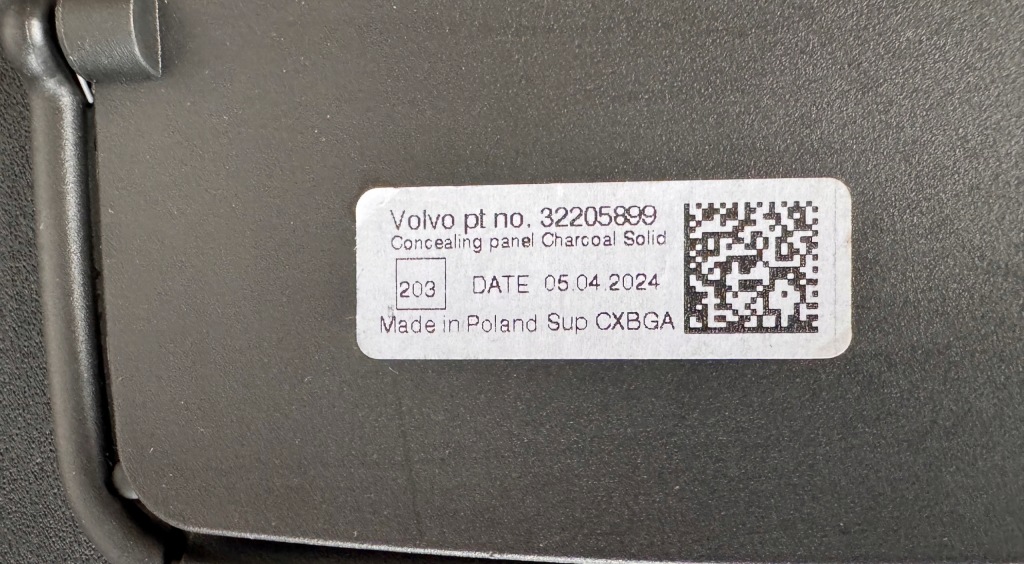 Volvo pt no. 32205899
Concealing panel Charcoal Solid
203 DATE 05.04.2024
Made in Poland Sup CXBGA